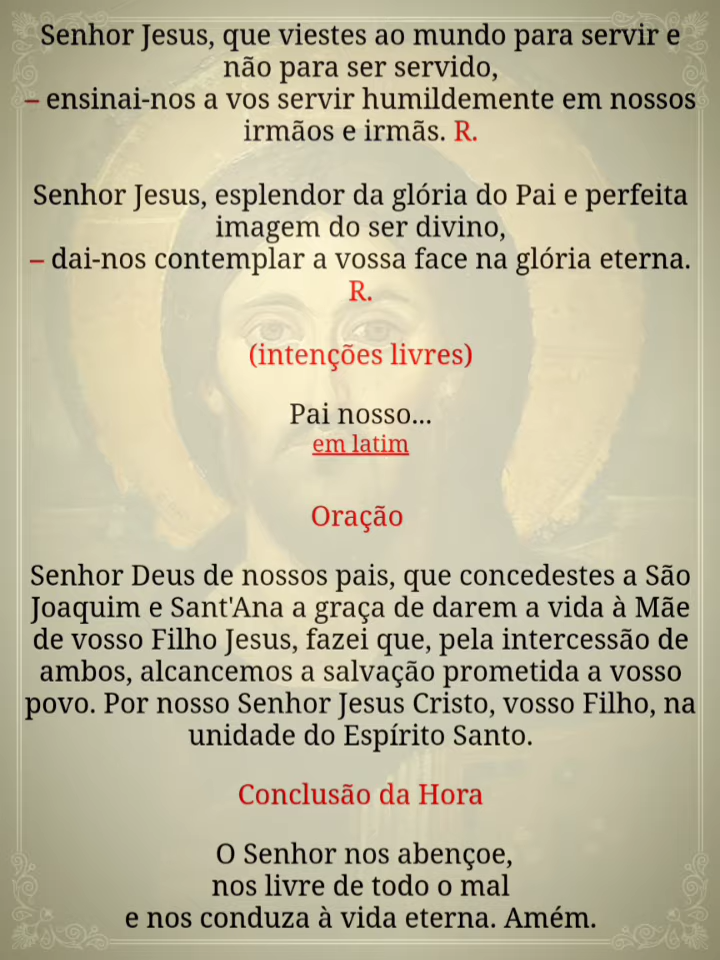 Senhor Jesus, que viestes ao mundo para servir e
não para ser servido,
– ensinai-nos a vos servir humildemente em nossos
irmãos e irmãs. R.
Senhor Jesus, esplendor da glória do Pai e perfeita
imagem do ser divino,
– dai-nos contemplar a vossa face na glória eterna.
R.
(intenções livres)
Pai nosso...
em latim
Oração
Senhor Deus de nossos pais, que concedestes a São
Joaquim e Sant'Ana a graça de darem a vida à Mãe
de vosso Filho Jesus, fazei que, pela intercessão de
ambos, alcancemos a salvação prometida a vosso
povo. Por nosso Senhor Jesus Cristo, vosso Filho, na
unidade do Espírito Santo.
Conclusão da Hora
O Senhor nos abençoe,
nos livre de todo o mal
e nos conduza à vida eterna. Amém.